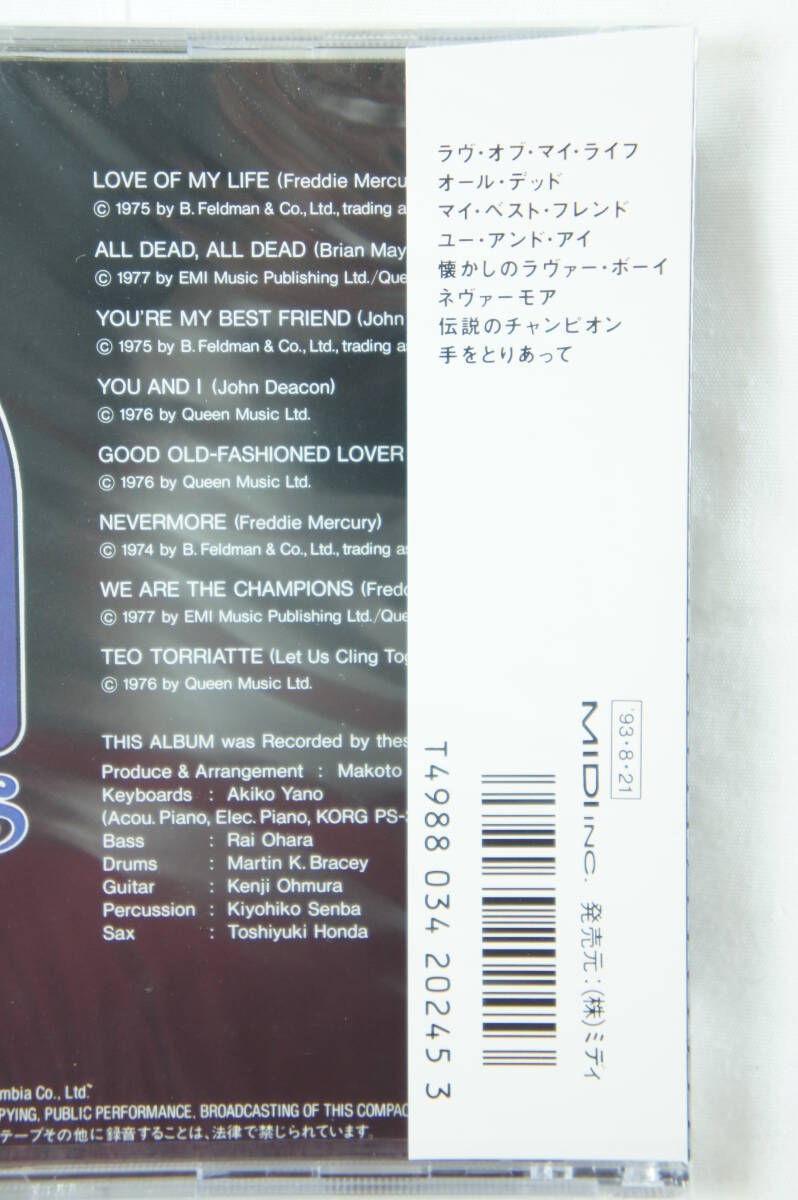 LOVE OF MY LIFE (Freddie Mercu
© 1975 by B. Feldman & Co., Ltd., trading a
ALL DEAD, ALL DEAD (Brian May
© 1977 by EMI Music Publishing Ltd./Que
YOU'RE MY BEST FRIEND (John
© 1975 by B. Feldman & Co., Ltd., trading as
YOU AND I (John Deacon)
© 1976 by Queen Music Ltd.
GOOD OLD-FASHIONED LOVER
© 1976 by Queen Music Ltd.
NEVERMORE (Freddie Mercury)
© 1974 by B. Feldman & Co., Ltd., trading as
WE ARE THE CHAMPIONS (Fredd
© 1977 by EMI Music Publishing Ltd./Que
TEO TORRIATTE (Let Us Cling Tog
© 1976 by Queen Music Ltd.
THIS ALBUM was Recorded by thes
Produce & Arrangement : Makoto
Keyboards : Akiko Yano
(Acou. Piano, Elec. Piano, KORG PS-
Bass : Rai Ohara
Drums : Martin K. Bracey
Guitar : Kenji Ohmura
Percussion : Kiyohiko Senba
Sax : Toshiyuki Honda
mbia Co., Ltd.
PYING, PUBLIC PERFORMANCE, BROADCASTING OF THIS COMPAC
テープその他に録音することは、法律で禁じられています。
ラヴ・オブ・マイ・ライフ
オール・デッド
マイ・ベスト・フレンド
ユー・アンド・アイ
懐かしのラヴァー・ボーイ
ネヴァーモア
伝説のチャンピオン
手をとりあって
'93・8・21
MIDI INC. 発売元:(株)ミディ
T4988 034 20245 3